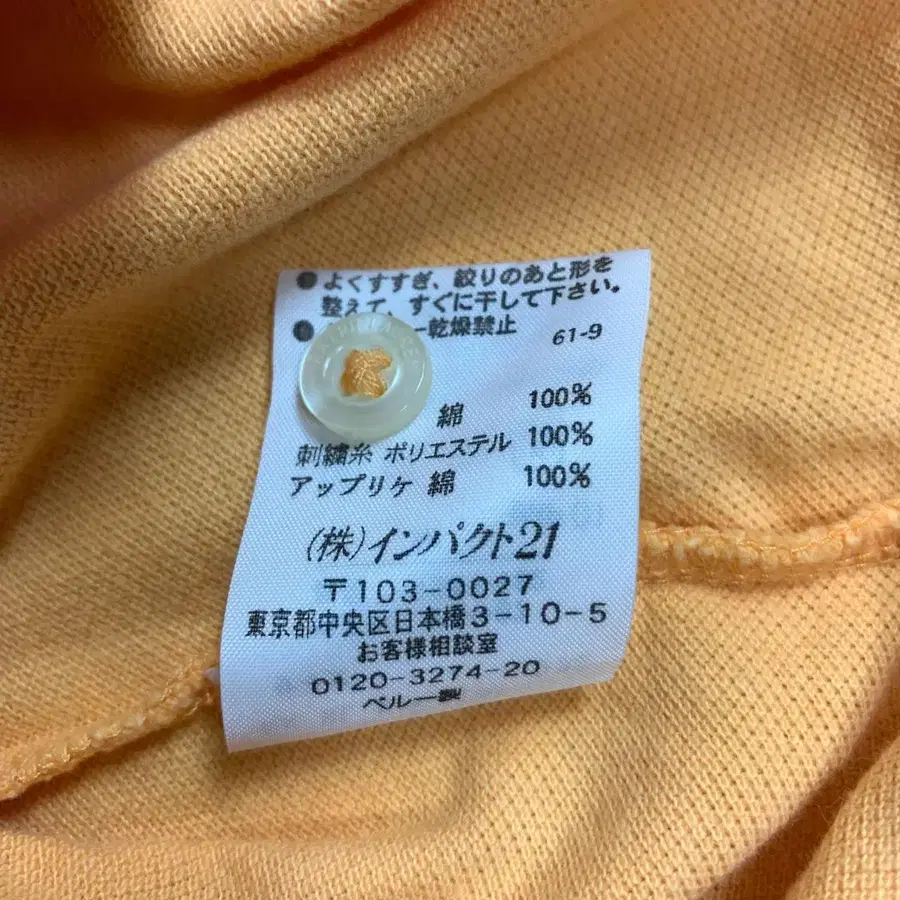 ●よくすすぎ、絞りのあと形を
整えて、すぐに干して下さい。
ー乾燥禁止
61-9
綿 100%
刺繍糸 ポリエステル 100%
アップリケ 綿 100%
(株)インパクト21
〒103-0027
東京都中央区日本橋3-10-5
お客様相談室
0120-3274-20
ペルー製